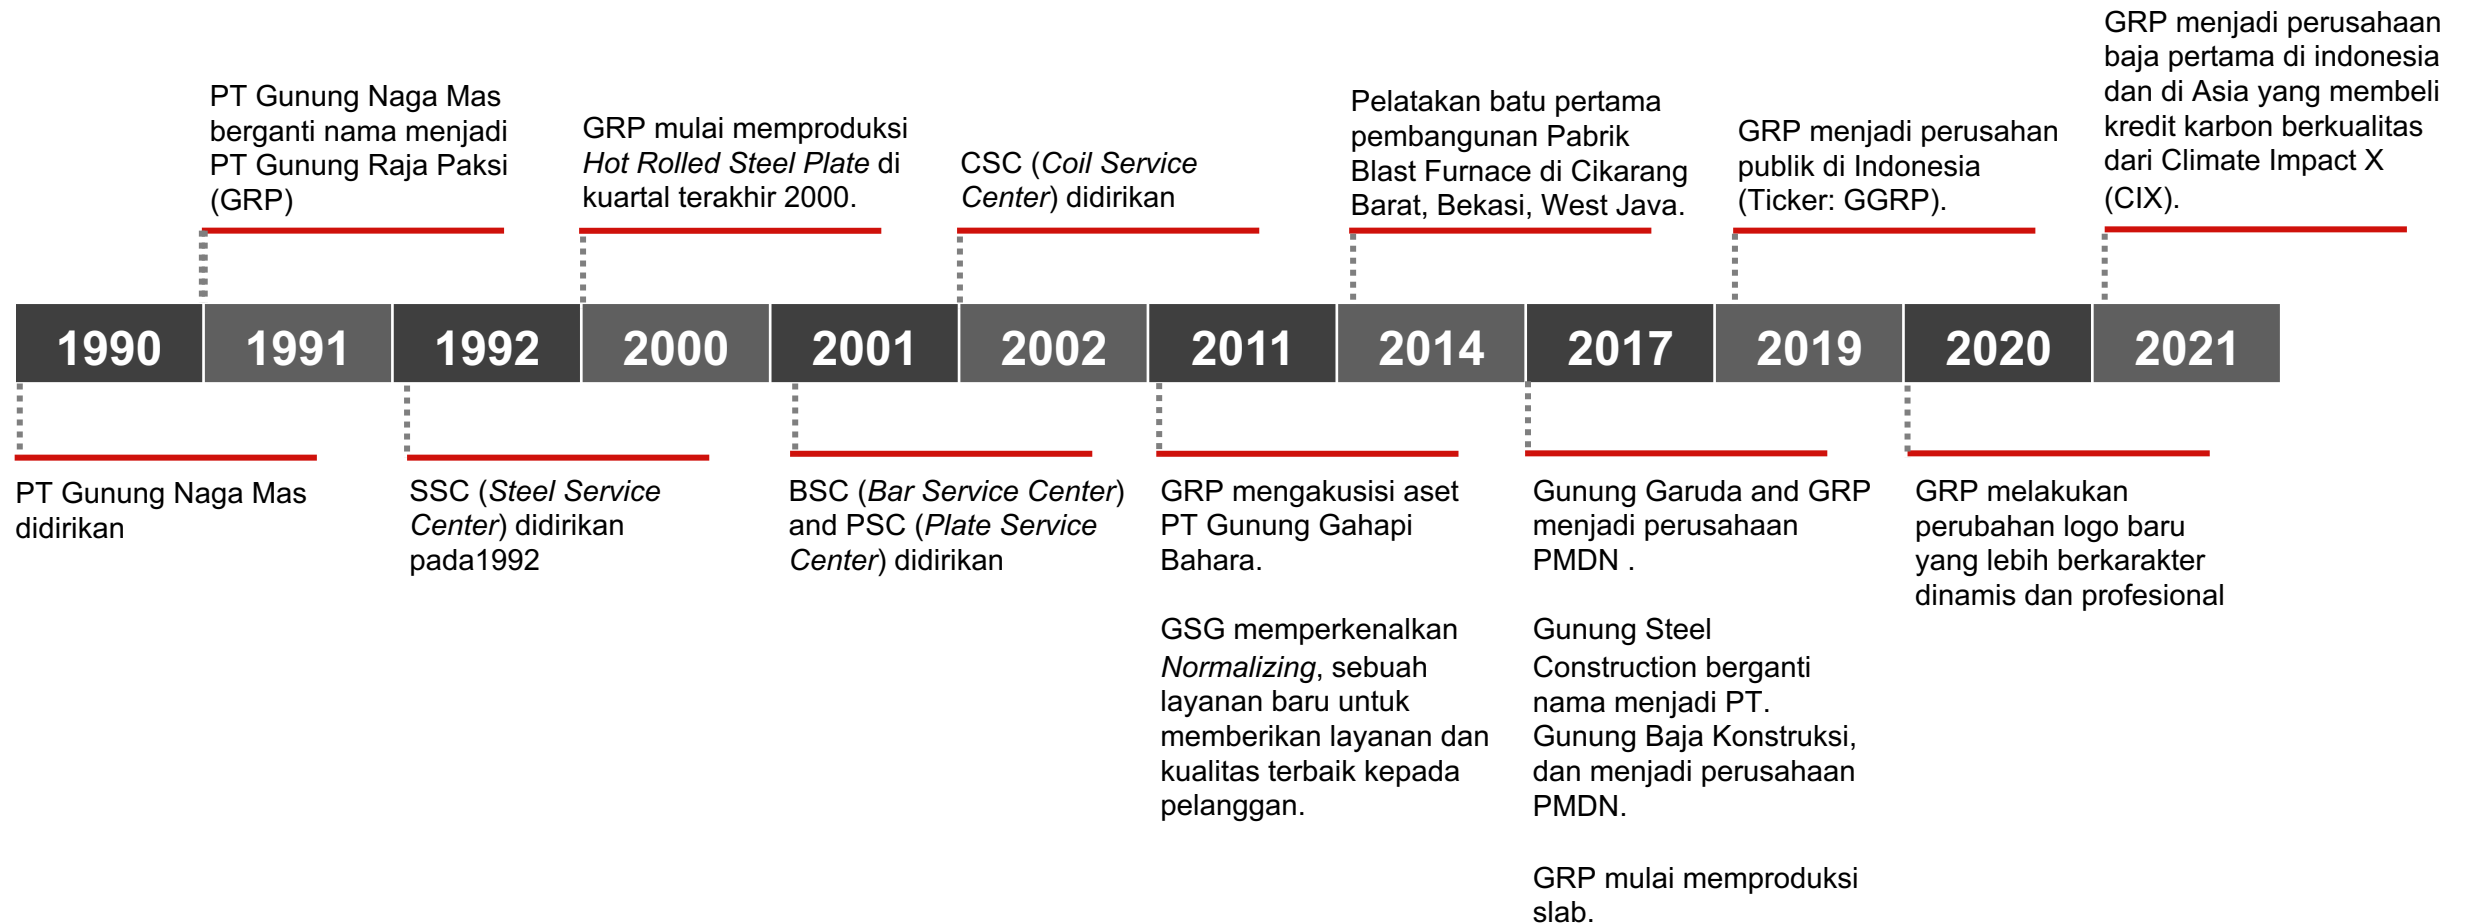 PT Gunung Naga Mas
berganti nama menjadi
PT Gunung Raja Paksi
(GRP)
GRP mulai memproduksi
Hot Rolled Steel Plate di
kuartal terakhir 2000.
CSC (Coil Service
Center) didirikan
Pelatakan batu pertama
pembangunan Pabrik
Blast Furnace di Cikarang
Barat, Bekasi, West Java.
GRP menjadi perusahan
publik di Indonesia
(Ticker: GGRP).
GRP menjadi perusahaan
baja pertama di indonesia
dan di Asia yang membeli
kredit karbon berkualitas
dari Climate Impact X
(CIX).
1990 1991 1992 2000 2001 2002 2011 2014 2017 2019 2020 2021
PT Gunung Naga Mas
didirikan
SSC (Steel Service
Center) didirikan
pada1992
BSC (Bar Service Center)
and PSC (Plate Service
Center) didirikan
GRP mengakusisi aset
PT Gunung Gahapi
Bahara.
GSG memperkenalkan
Normalizing, sebuah
layanan baru untuk
memberikan layanan dan
kualitas terbaik kepada
pelanggan.
Gunung Garuda and GRP
menjadi perusahaan
PMDN .
Gunung Steel
Construction berganti
nama menjadi PT.
Gunung Baja Konstruksi,
dan menjadi perusahaan
PMDN.
GRP mulai memproduksi
slab.
GRP melakukan
perubahan logo baru
yang lebih berkarakter
dinamis dan profesional